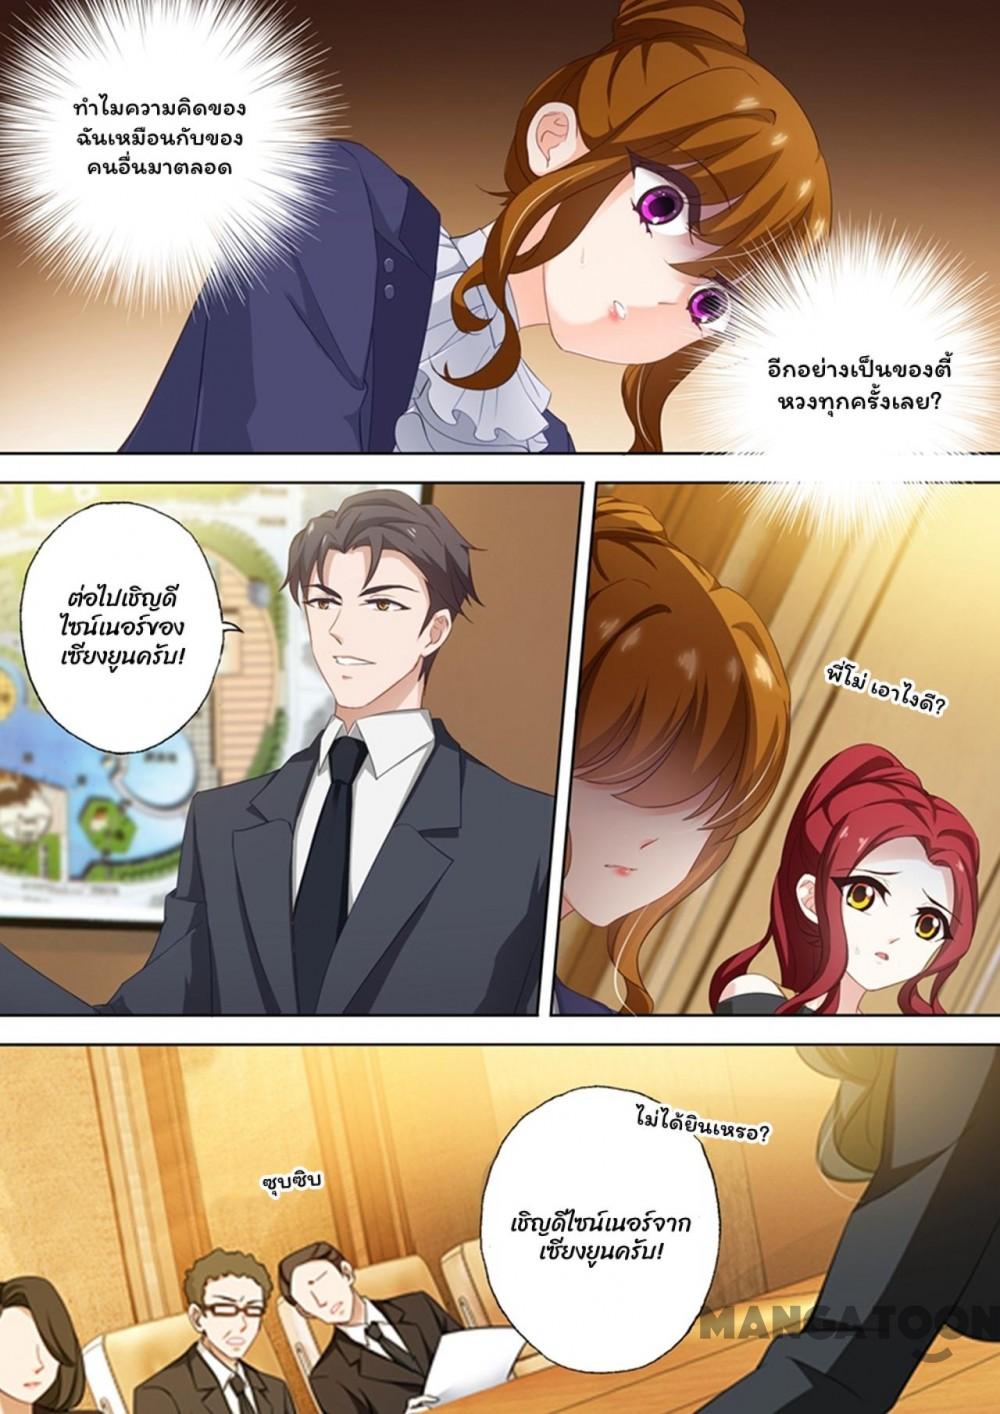 ทำไมความคิดของ
ฉันเหมือนกับของ
คนอื่นมาตลอด
อีกอย่างเป็นของตี้
หวงทุกครั้งเลย?
ต่อไปเชิญดี
ไซน์เนอร์ของ
เซียงยูนครับ!
พี่โม่ เอาไงดี?
ไม่ได้ยินเหรอ?
ซุบซิบ
เชิญดีไซน์เนอร์จาก
เซียงยูนครับ!
MANGATOON